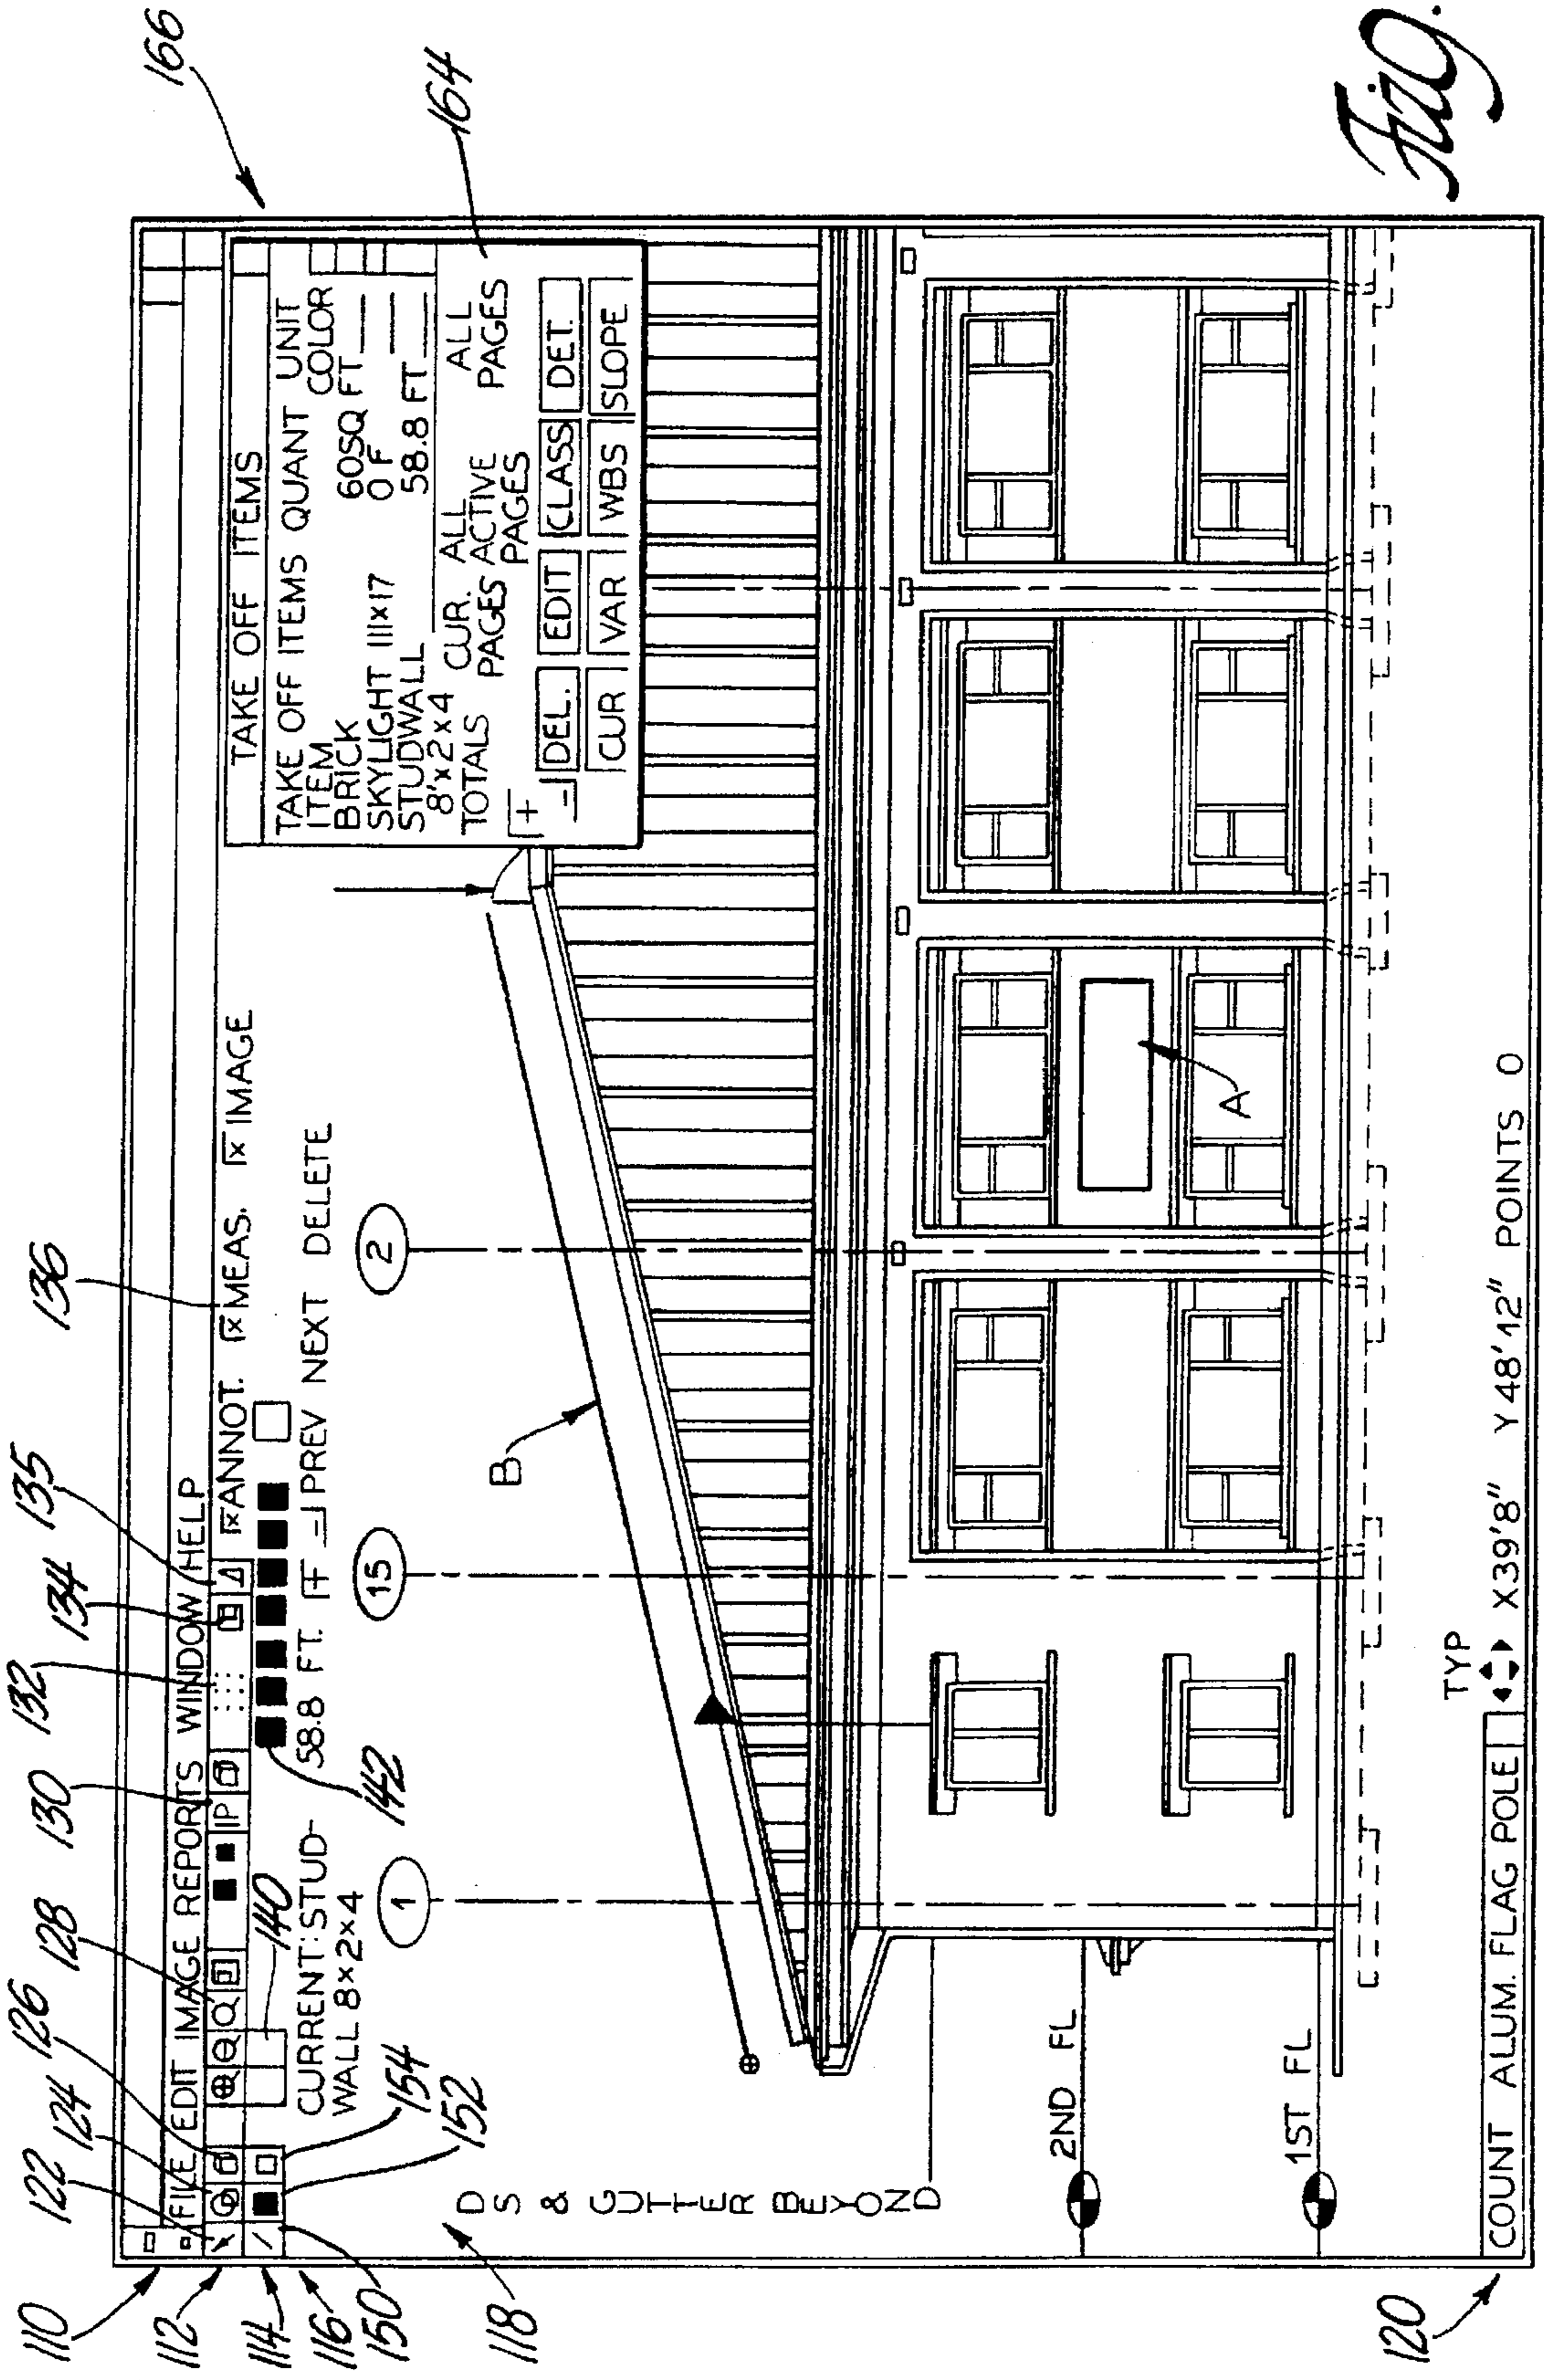 166
136
135
134
132
130
128
126
124
122
110
112
114
116
150
118
120
FILE EDIT IMAGE REPORTS WINDOW HELP
IP
ANNOT. MEAS. IMAGE
140
142
154
152
CURRENT:STUD-
WALL 8×2×4
58.8 FT. + - PREV NEXT DELETE
TAKE OFF ITEMS
TAKE OFF ITEMS QUANT UNIT
ITEM COLOR
BRICK 60SQ FT
SKYLIGHT 111×17 0 F
STUDWALL 58.8 FT
8'×2×4
TOTALS CUR. ALL ALL
PAGES ACTIVE PAGES
PAGES
+
-
DEL. EDIT CLASS DET.
CUR VAR WBS SLOPE
164
1
15
2
B
A
DS & GUTTER BEYOND
2ND FL
1ST FL
TYP
COUNT ALUM. FLAG POLE X39'8" Y48'12" POINTS 0
Fig.